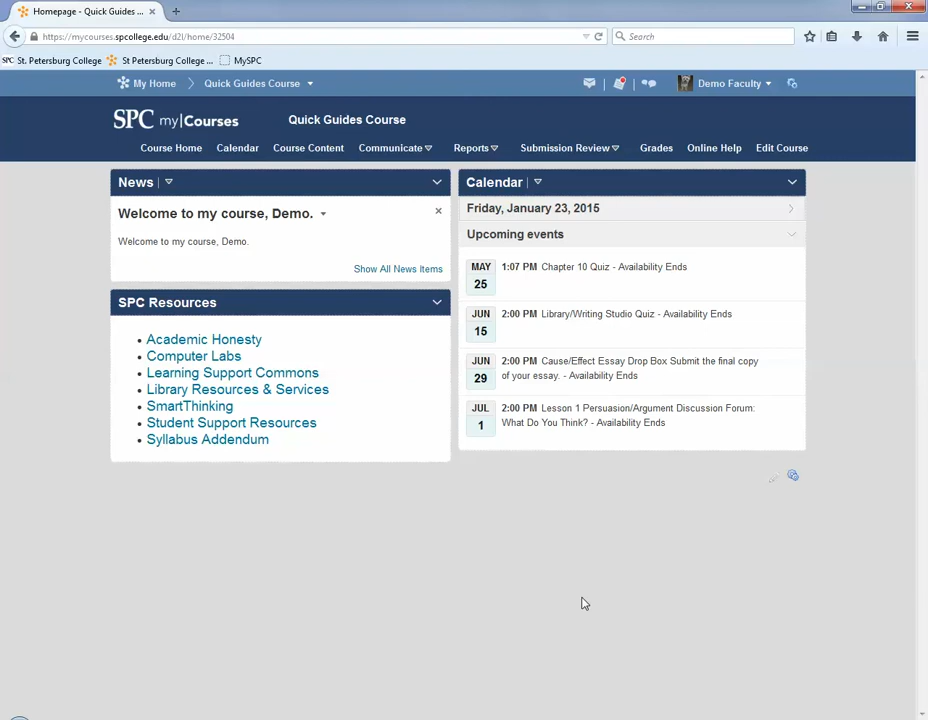 Homepage - Quick Guides ...
https://mycourses.spcollege.edu/d2l/home/32504
Search
SPC St. Petersburg College
St Petersburg College ...
MySPC
My Home
Quick Guides Course
Demo Faculty
SPC my|Courses
Quick Guides Course
Course Home
Calendar
Course Content
Communicate
Reports
Submission Review
Grades
Online Help
Edit Course
News
Welcome to my course, Demo.
Welcome to my course, Demo.
Show All News Items
SPC Resources
• Academic Honesty
• Computer Labs
• Learning Support Commons
• Library Resources & Services
• SmartThinking
• Student Support Resources
• Syllabus Addendum
Calendar
Friday, January 23, 2015
Upcoming events
MAY
25
1:07 PM Chapter 10 Quiz - Availability Ends
JUN
15
2:00 PM Library/Writing Studio Quiz - Availability Ends
JUN
29
2:00 PM Cause/Effect Essay Drop Box Submit the final copy
of your essay. - Availability Ends
JUL
1
2:00 PM Lesson 1 Persuasion/Argument Discussion Forum:
What Do You Think? - Availability Ends